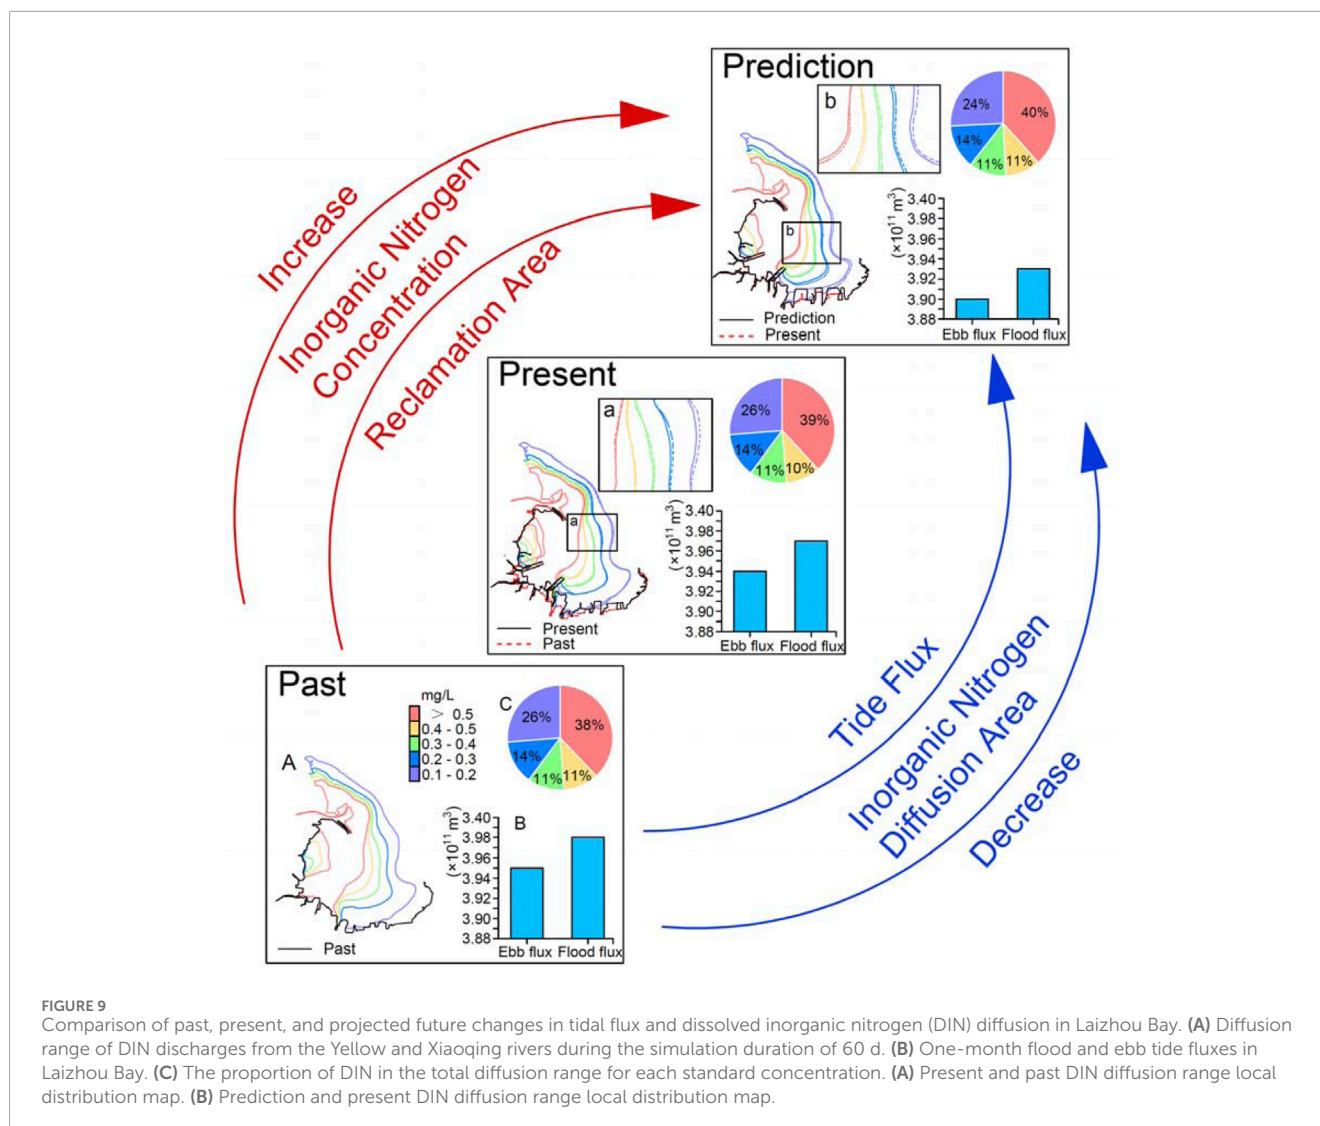 Prediction
b
24%
40%
14%
11%
11%
b
(×10¹¹ m³)
3.40
3.98
3.96
3.94
3.92
3.90
3.88
Ebb flux Flood flux
Prediction
Present
Increase
Inorganic Nitrogen
Concentration
Reclamation Area
Present
a
26%
39%
14%
11%
10%
a
(×10¹¹ m³)
3.40
3.98
3.96
3.94
3.92
3.90
3.88
Ebb flux Flood flux
Present
Past
Past
mg/L
> 0.5
0.4 - 0.5
0.3 - 0.4
0.2 - 0.3
0.1 - 0.2
C
26%
38%
14%
11%
11%
A
B
(×10¹¹ m³)
3.40
3.98
3.96
3.94
3.92
3.90
3.88
Ebb flux Flood flux
Past
Tide Flux
Inorganic Nitrogen
Diffusion Area
Decrease
FIGURE 9
Comparison of past, present, and projected future changes in tidal flux and dissolved inorganic nitrogen (DIN) diffusion in Laizhou Bay. (A) Diffusion
range of DIN discharges from the Yellow and Xiaoqing rivers during the simulation duration of 60 d. (B) One-month flood and ebb tide fluxes in
Laizhou Bay. (C) The proportion of DIN in the total diffusion range for each standard concentration. (A) Present and past DIN diffusion range local
distribution map. (B) Prediction and present DIN diffusion range local distribution map.